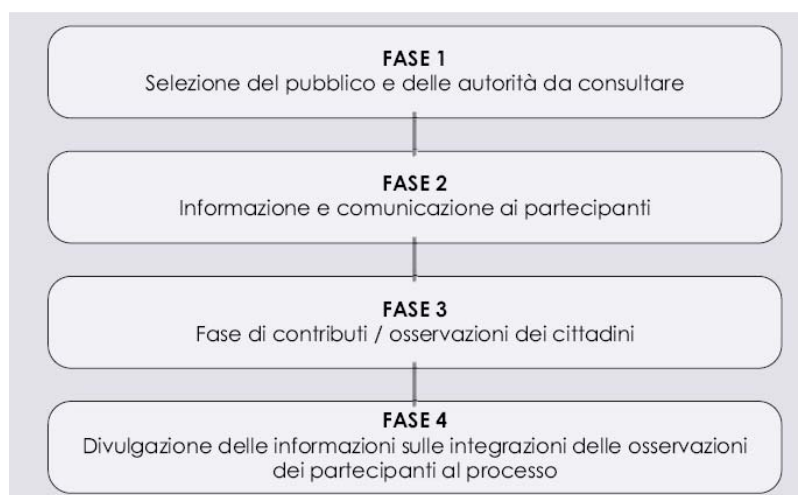 FASE 1
Selezione del pubblico e delle autorità da consultare
FASE 2
Informazione e comunicazione ai partecipanti
FASE 3
Fase di contributi / osservazioni dei cittadini
FASE 4
Divulgazione delle informazioni sulle integrazioni delle osservazioni
dei partecipanti al processo